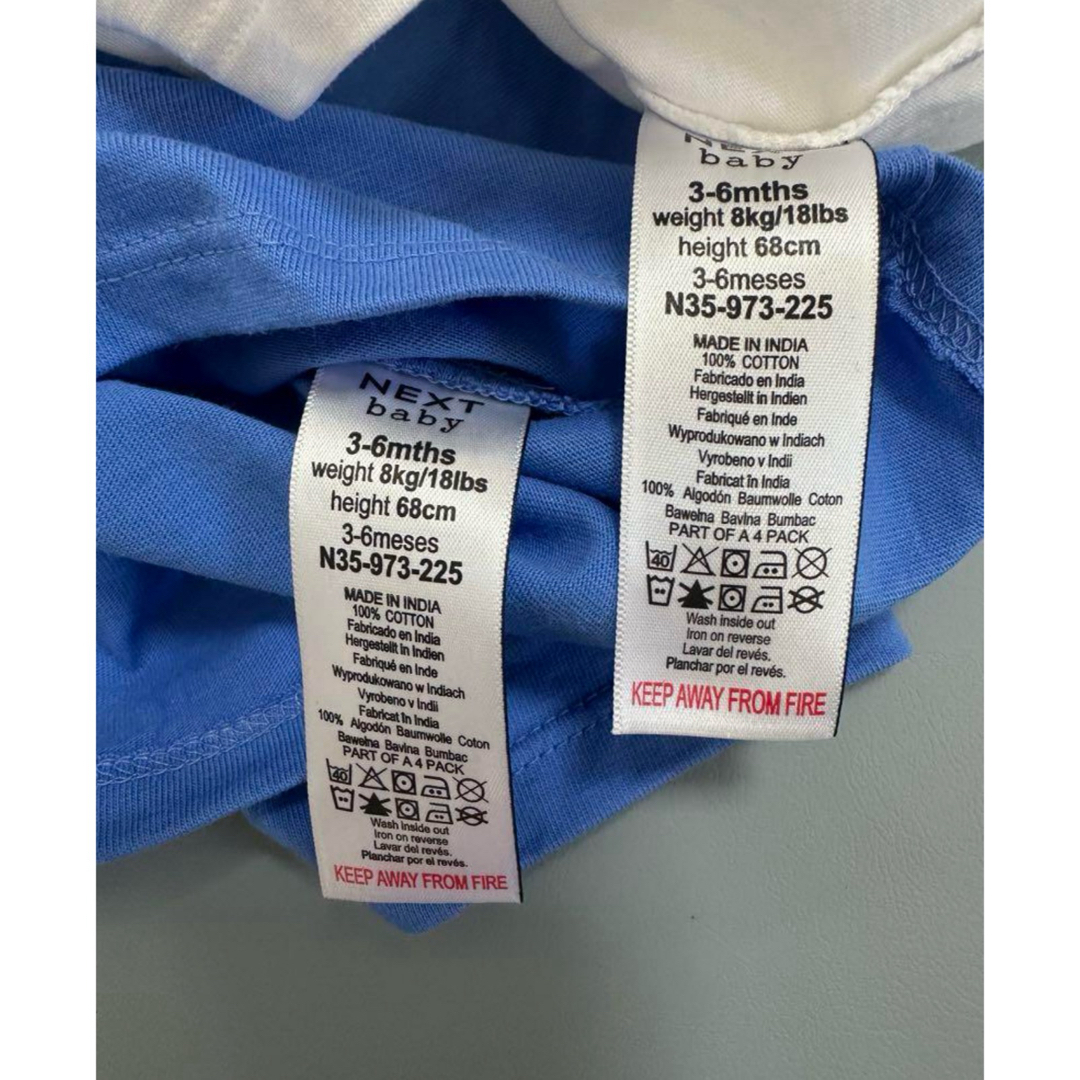 NEXT
baby
3-6mths
weight 8kg/18lbs
height 68cm
3-6meses
N35-973-225
MADE IN INDIA
100% COTTON
Fabricado en India
Hergestellt in Indien
Fabriqué en Inde
Wyprodukowano w Indiach
Vyrobeno v Indii
Fabricat în India
100% Algodón Baumwolle Coton
Bawełna Bavlna Bumbac
PART OF A 4 PACK
40
Wash inside out
Iron on reverse
Lavar del revés.
Planchar por el revés.
KEEP AWAY FROM FIRE
NEXT
baby
3-6mths
weight 8kg/18lbs
height 68cm
3-6meses
N35-973-225
MADE IN INDIA
100% COTTON
Fabricado en India
Hergestellt in Indien
Fabriqué en Inde
Wyprodukowano w Indiach
Vyrobeno v Indii
Fabricat în India
100% Algodón Baumwolle Coton
Bawełna Bavlna Bumbac
PART OF A 4 PACK
40
Wash inside out
Iron on reverse
Lavar del revés.
Planchar por el revés.
KEEP AWAY FROM FIRE